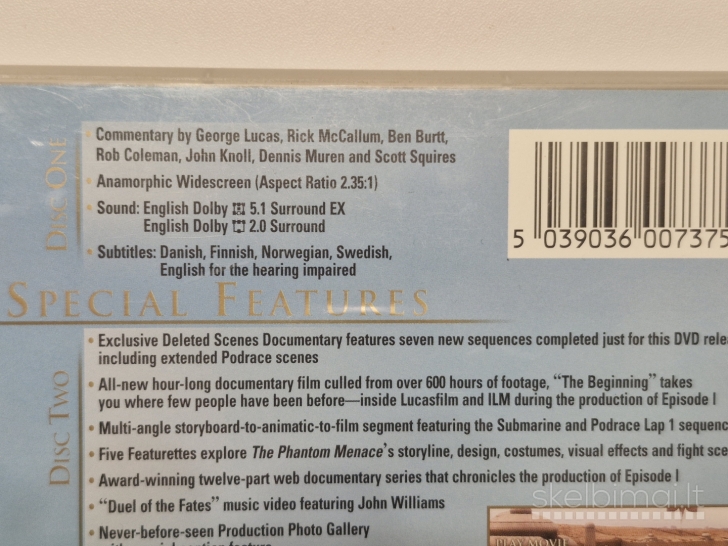 DISC ONE
• Commentary by George Lucas, Rick McCallum, Ben Burtt,
Rob Coleman, John Knoll, Dennis Muren and Scott Squires
• Anamorphic Widescreen (Aspect Ratio 2.35:1)
• Sound: English Dolby 5.1 Surround EX
English Dolby 2.0 Surround
• Subtitles: Danish, Finnish, Norwegian, Swedish,
English for the hearing impaired
5 039036 007375
SPECIAL FEATURES
DISC TWO
• Exclusive Deleted Scenes Documentary features seven new sequences completed just for this DVD rele
including extended Podrace scenes
• All-new hour-long documentary film culled from over 600 hours of footage, “The Beginning” takes
you where few people have been before—inside Lucasfilm and ILM during the production of Episode I
• Multi-angle storyboard-to-animatic-to-film segment featuring the Submarine and Podrace Lap 1 sequenc
• Five Featurettes explore The Phantom Menace's storyline, design, costumes, visual effects and fight sce
• Award-winning twelve-part web documentary series that chronicles the production of Episode I
• “Duel of the Fates” music video featuring John Williams
• Never-before-seen Production Photo Gallery
PLAY MOVIE
skelbimai.lt